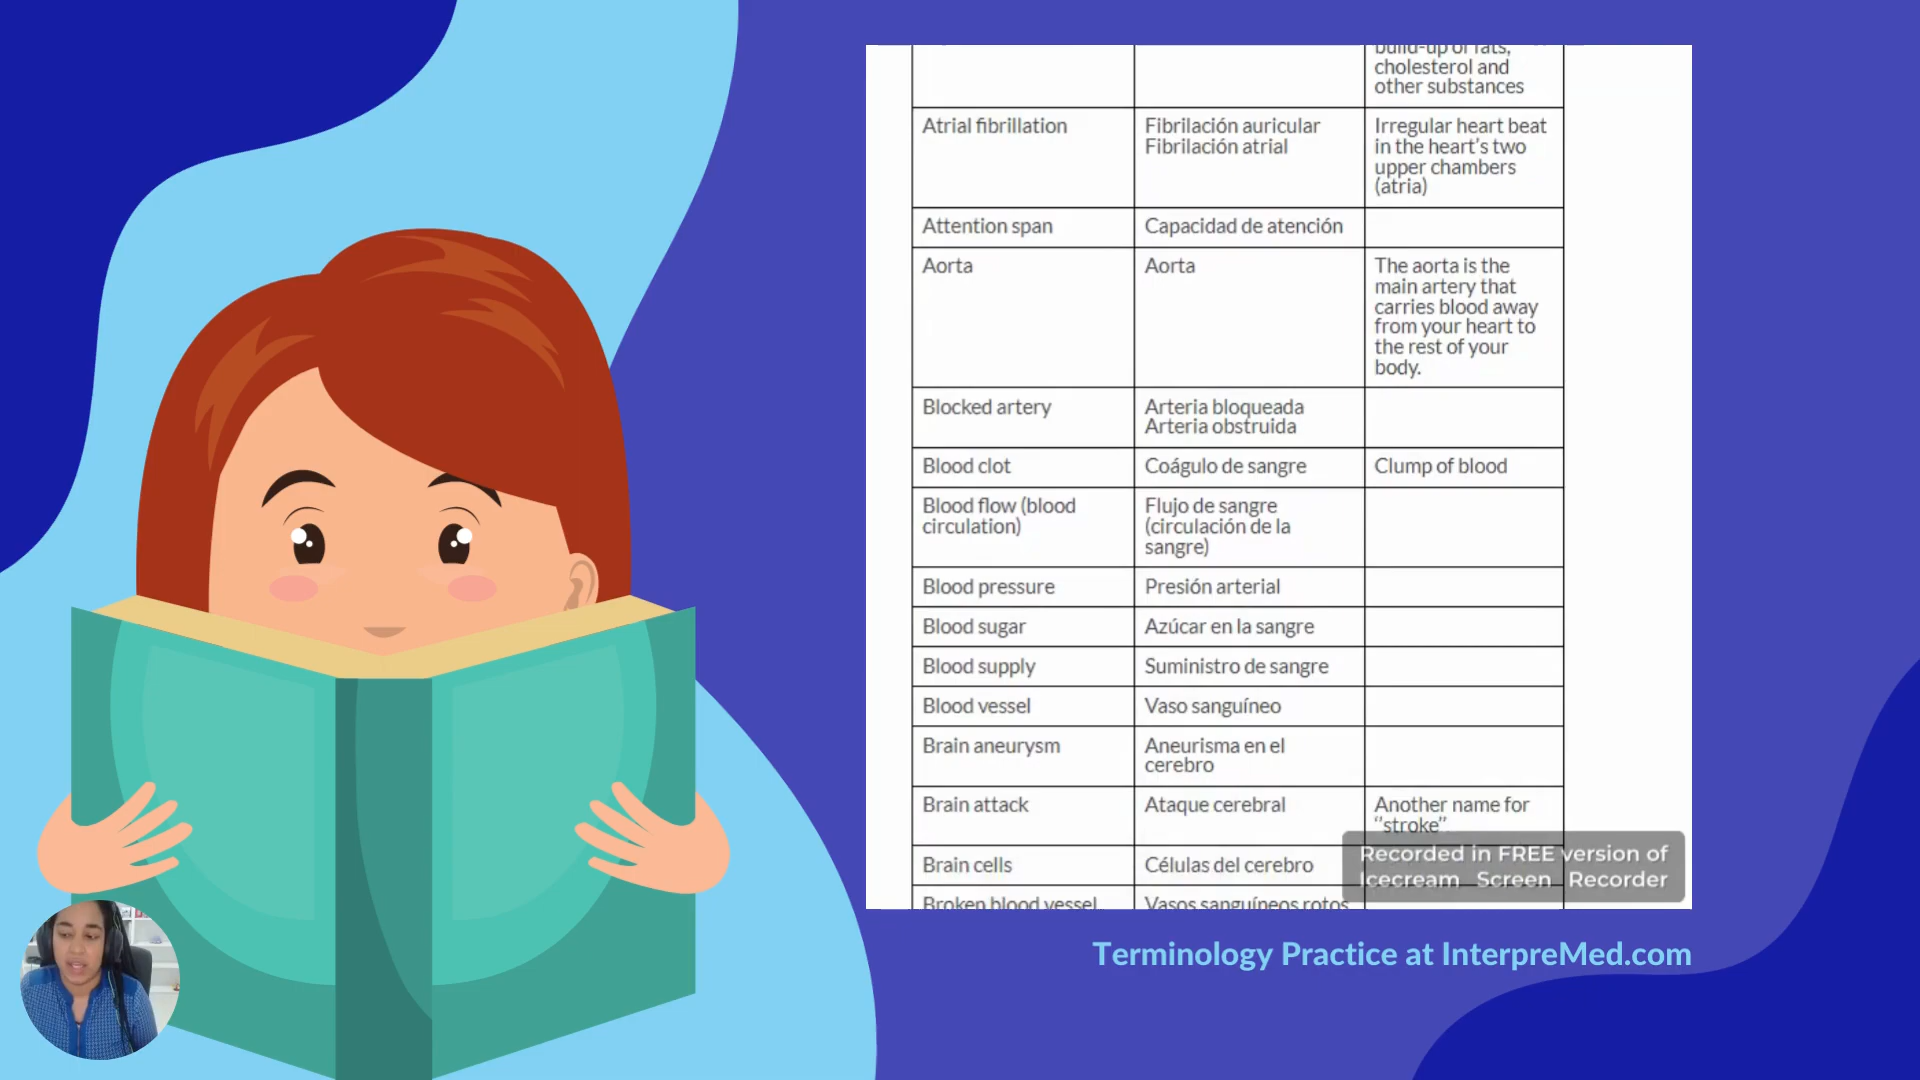 build-up of fats,
cholesterol and
other substances
Atrial fibrillation
Fibrilación auricular
Fibrilación atrial
Irregular heart beat
in the heart's two
upper chambers
(atria)
Attention span
Capacidad de atención
Aorta
Aorta
The aorta is the
main artery that
carries blood away
from your heart to
the rest of your
body.
Blocked artery
Arteria bloqueada
Arteria obstruida
Blood clot
Coágulo de sangre
Clump of blood
Blood flow (blood
circulation)
Flujo de sangre
(circulación de la
sangre)
Blood pressure
Presión arterial
Blood sugar
Azúcar en la sangre
Blood supply
Suministro de sangre
Blood vessel
Vaso sanguíneo
Brain aneurysm
Aneurisma en el
cerebro
Brain attack
Ataque cerebral
Another name for
"stroke"
Brain cells
Células del cerebro
Broken blood vessel
Vasos sanguíneos rotos
Recorded in FREE version of
Icecream Screen Recorder
Terminology Practice at InterpreMed.com